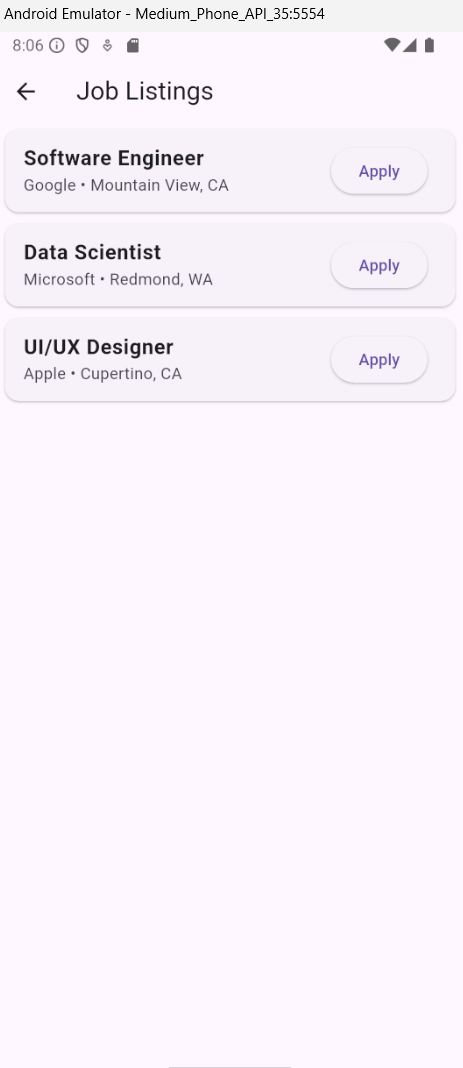 Android Emulator - Medium_Phone_API_35:5554
8:06
Job Listings
Software Engineer
Google • Mountain View, CA
Apply
Data Scientist
Microsoft • Redmond, WA
Apply
UI/UX Designer
Apple • Cupertino, CA
Apply